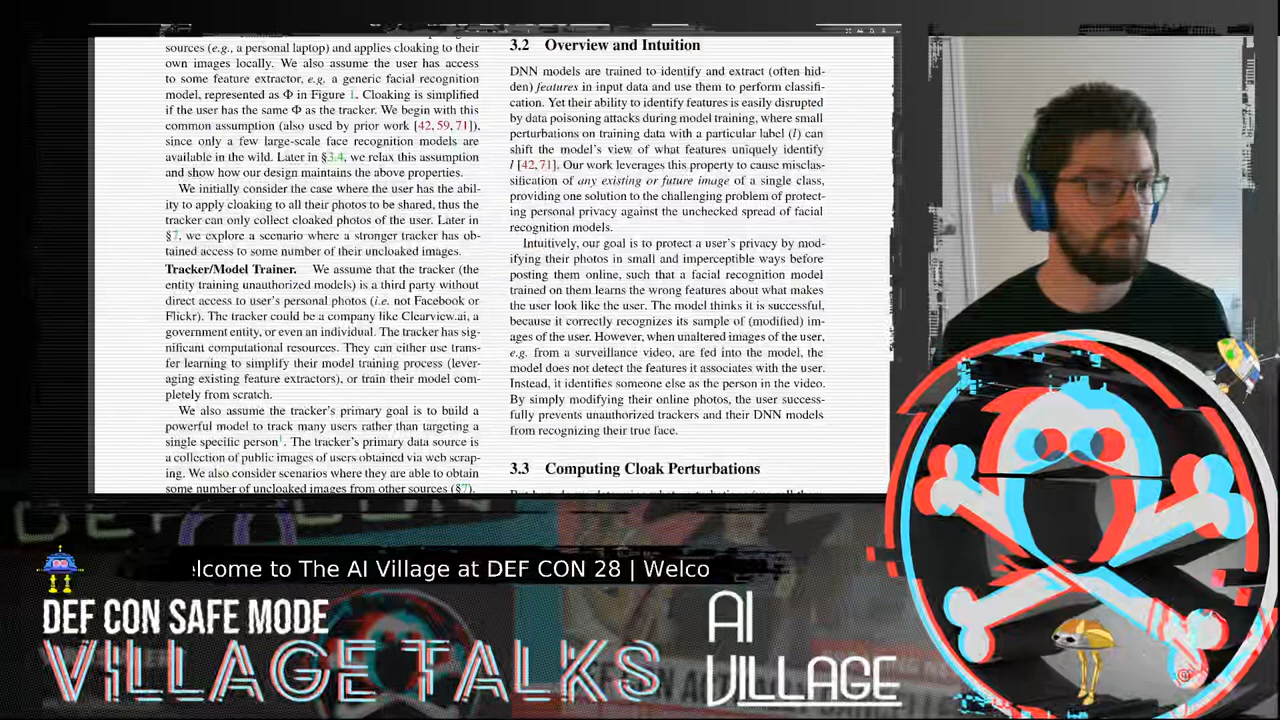 sources (e.g., a personal laptop) and applies cloaking to their
own images locally. We also assume the user has access
to some feature extractor, e.g. a generic facial recognition
model, represented as Φ in Figure 1. Cloaking is simplified
if the user has the same Φ as the tracker. We begin with this
common assumption (also used by prior work [42, 59, 71]),
since only a few large-scale face recognition models are
available in the wild. Later in §3.4, we relax this assumption
and show how our design maintains the above properties.
We initially consider the case where the user has the abil-
ity to apply cloaking to all their photos to be shared, thus the
tracker can only collect cloaked photos of the user. Later in
§7, we explore a scenario where a stronger tracker has ob-
tained access to some number of their uncloaked images.
Tracker/Model Trainer. We assume that the tracker (the
entity training unauthorized models) is a third party without
direct access to user's personal photos (i.e. not Facebook or
Flickr). The tracker could be a company like Clearview.ai, a
government entity, or even an individual. The tracker has sig-
nificant computational resources. They can either use trans-
fer learning to simplify their model training process (lever-
aging existing feature extractors), or train their model com-
pletely from scratch.
We also assume the tracker's primary goal is to build a
powerful model to track many users rather than targeting a
single specific person1. The tracker's primary data source is
a collection of public images of users obtained via web scrap-
ing. We also consider scenarios where they are able to obtain
some number of uncloaked images from other sources (§7).
3.2 Overview and Intuition
DNN models are trained to identify and extract (often hid-
den) features in input data and use them to perform classifi-
cation. Yet their ability to identify features is easily disrupted
by data poisoning attacks during model training, where small
perturbations on training data with a particular label (l) can
shift the model's view of what features uniquely identify
l [42, 71]. Our work leverages this property to cause misclas-
sification of any existing or future image of a single class,
providing one solution to the challenging problem of protect-
ing personal privacy against the unchecked spread of facial
recognition models.
Intuitively, our goal is to protect a user's privacy by mod-
ifying their photos in small and imperceptible ways before
posting them online, such that a facial recognition model
trained on them learns the wrong features about what makes
the user look like the user. The model thinks it is successful,
because it correctly recognizes its sample of (modified) im-
ages of the user. However, when unaltered images of the user,
e.g. from a surveillance video, are fed into the model, the
model does not detect the features it associates with the user.
Instead, it identifies someone else as the person in the video.
By simply modifying their online photos, the user success-
fully prevents unauthorized trackers and their DNN models
from recognizing their true face.
3.3 Computing Cloak Perturbations
DEF CON
lcome to The AI Village at DEF CON 28 | Welco
DEF CON SAFE MODE
VILLAGE TALKS
AI
VILLAGE